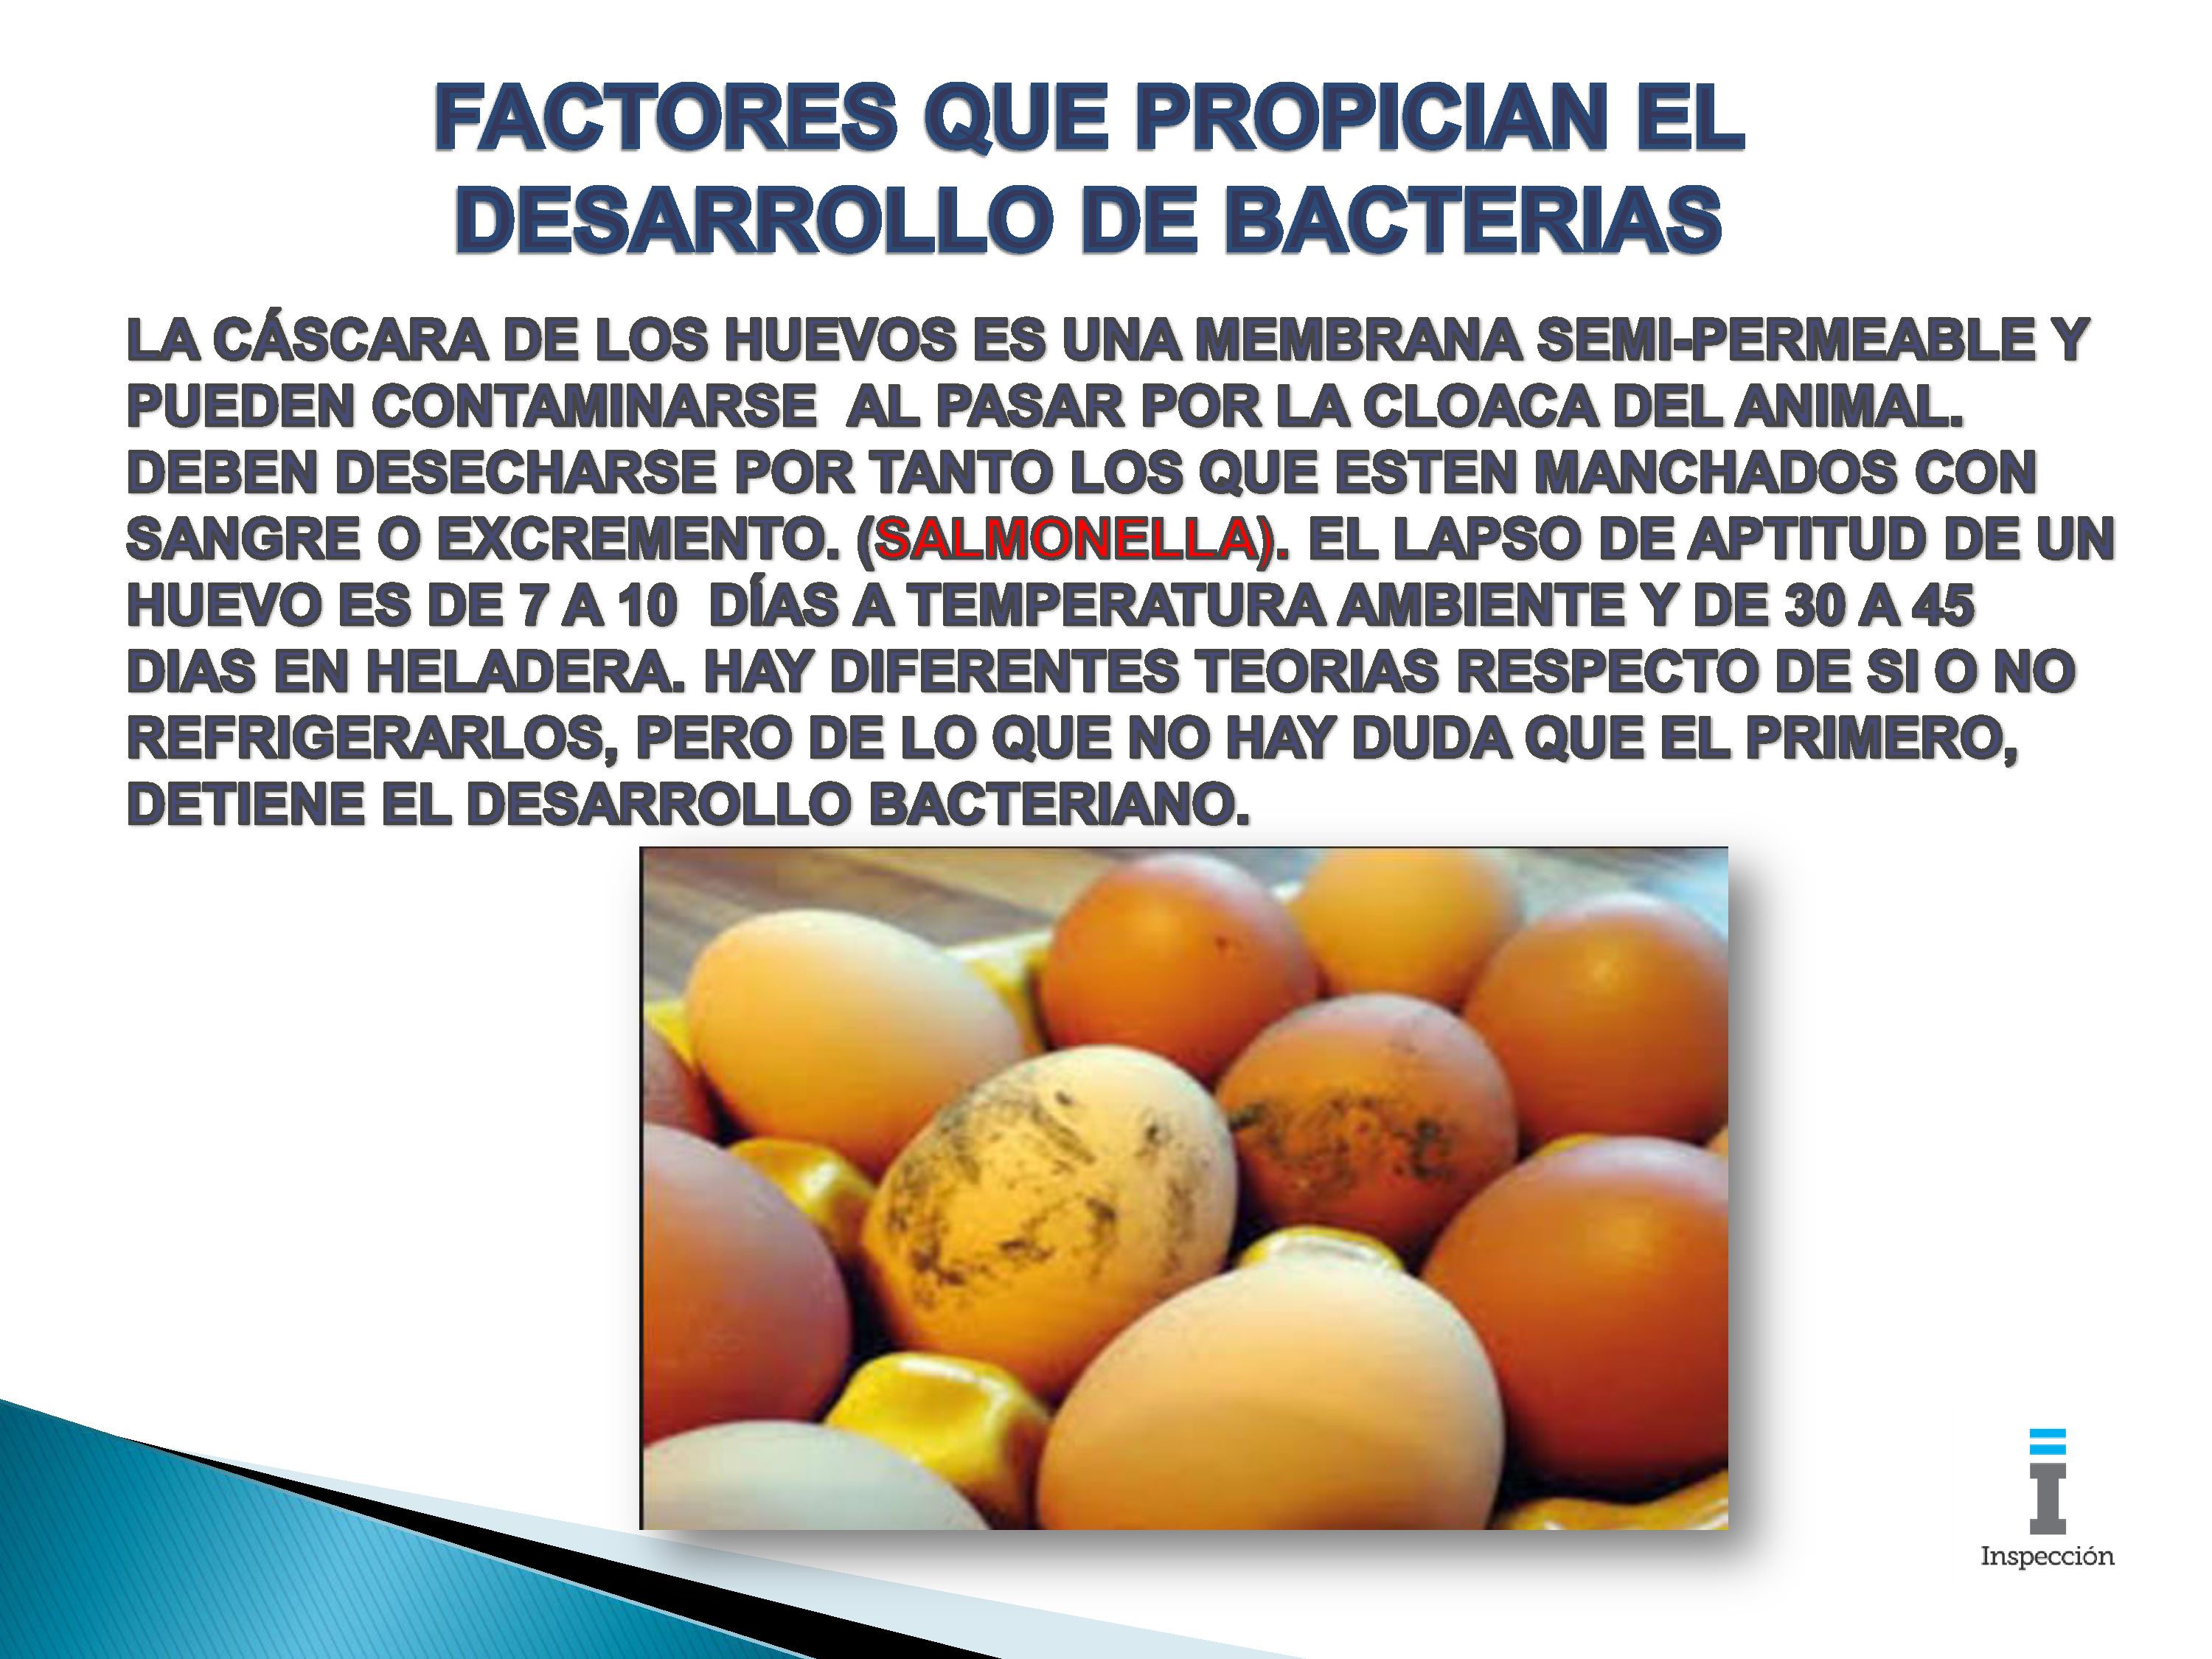 FACTORES QUE PROPICIAN EL
DESARROLLO DE BACTERIAS
LA CÁSCARA DE LOS HUEVOS ES UNA MEMBRANA SEMI-PERMEABLE Y
PUEDEN CONTAMINARSE AL PASAR POR LA CLOACA DEL ANIMAL.
DEBEN DESECHARSE POR TANTO LOS QUE ESTEN MANCHADOS CON
SANGRE O EXCREMENTO. (SALMONELLA). EL LAPSO DE APTITUD DE UN
HUEVO ES DE 7 A 10 DÍAS A TEMPERATURA AMBIENTE Y DE 30 A 45
DIAS EN HELADERA. HAY DIFERENTES TEORIAS RESPECTO DE SI O NO
REFRIGERARLOS, PERO DE LO QUE NO HAY DUDA QUE EL PRIMERO,
DETIENE EL DESARROLLO BACTERIANO.
Inspección